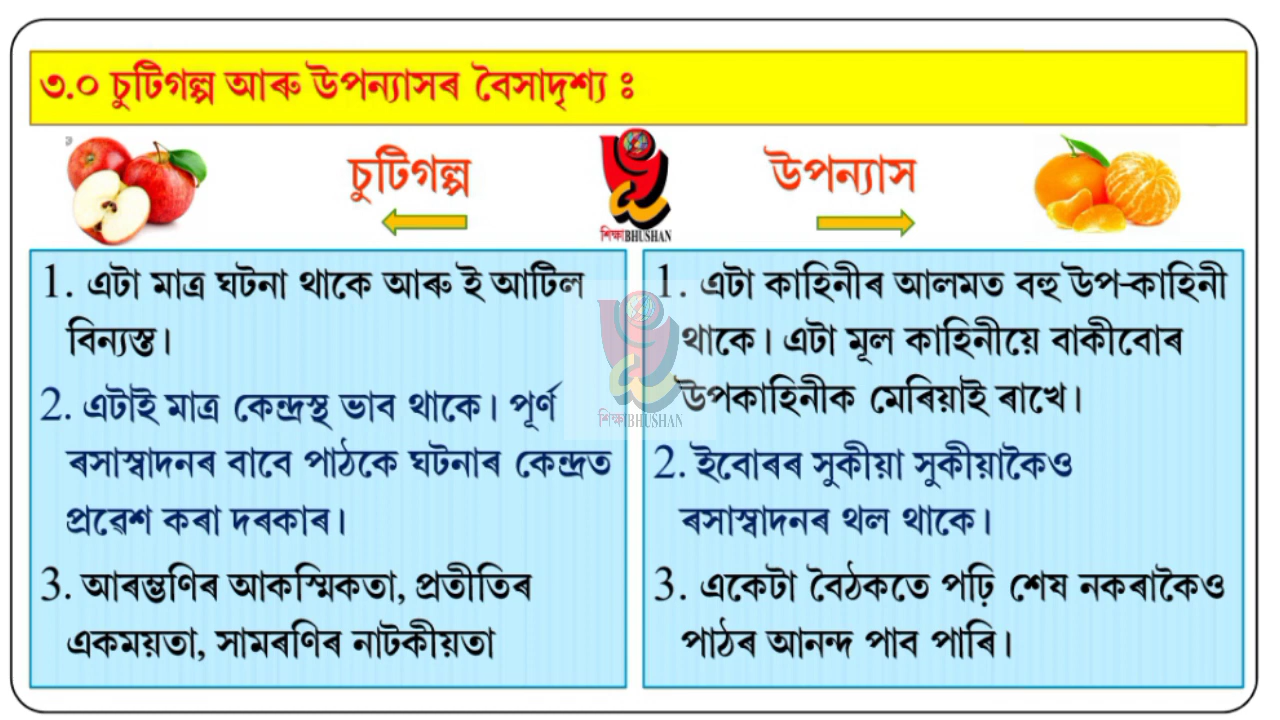 ৩.০ চুটিগল্প আৰু উপন্যাসৰ বৈসাদৃশ্য ঃ
চুটিগল্প
উপন্যাস
শিক্ষাBHUSHAN
1. এটা মাত্ৰ ঘটনা থাকে আৰু ই আটিল
বিন্যস্ত।
2. এটাই মাত্ৰ কেন্দ্ৰস্থ ভাব থাকে। পূৰ্ণ
ৰসাস্বাদনৰ বাবে পাঠকে ঘটনাৰ কেন্দ্ৰত
প্ৰৱেশ কৰা দৰকাৰ।
3. আৰম্ভণিৰ আকস্মিকতা, প্ৰতীতিৰ
একময়তা, সামৰণিৰ নাটকীয়তা
1. এটা কাহিনীৰ আলমত বহু উপ-কাহিনী
থাকে। এটা মূল কাহিনীয়ে বাকীবোৰ
উপকাহিনীক মেৰিয়াই ৰাখে।
2. ইবোৰৰ সুকীয়া সুকীয়াকৈও
ৰসাস্বাদনৰ থল থাকে।
3. একেটা বৈঠকতে পঢ়ি শেষ নকৰাকৈও
পাঠৰ আনন্দ পাব পাৰি।
শিক্ষাBHUSHAN